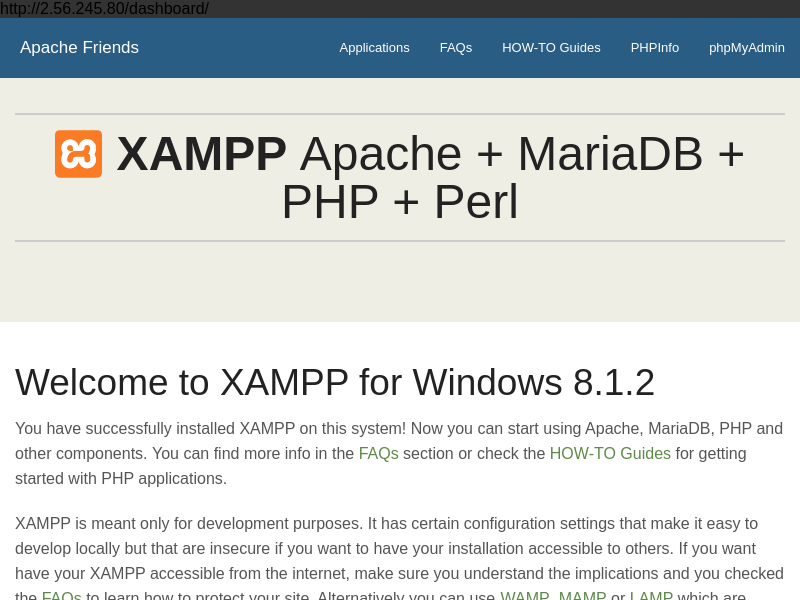 http://2.56.245.80/dashboard/
Apache Friends
Applications
FAQs
HOW-TO Guides
PHPInfo
phpMyAdmin
XAMPP Apache + MariaDB +
PHP + Perl
Welcome to XAMPP for Windows 8.1.2
You have successfully installed XAMPP on this system! Now you can start using Apache, MariaDB, PHP and
other components. You can find more info in the FAQs section or check the HOW-TO Guides for getting
started with PHP applications.
XAMPP is meant only for development purposes. It has certain configuration settings that make it easy to
develop locally but that are insecure if you want to have your installation accessible to others. If you want
have your XAMPP accessible from the internet, make sure you understand the implications and you checked
the FAQs to learn how to protect your site. Alternatively you can use WAMP, MAMP or LAMP which are